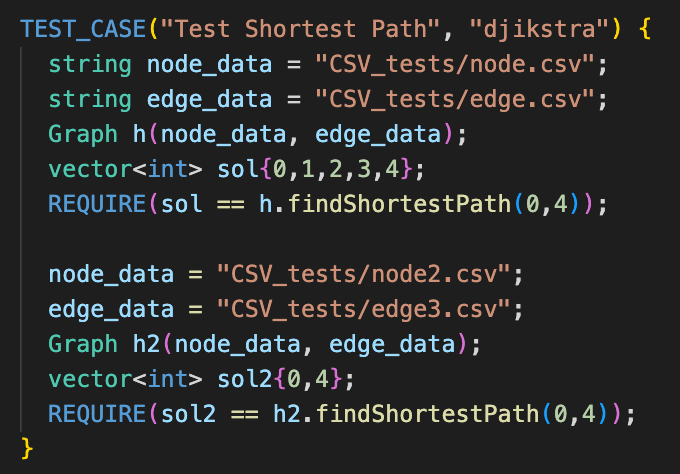 TEST_CASE("Test Shortest Path", "djikstra") {
string node_data = "CSV_tests/node.csv";
string edge_data = "CSV_tests/edge.csv";
Graph h(node_data, edge_data);
vector<int> sol{0,1,2,3,4};
REQUIRE(sol == h.findShortestPath(0,4));
node_data = "CSV_tests/node2.csv";
edge_data = "CSV_tests/edge3.csv";
Graph h2(node_data, edge_data);
vector<int> sol2{0,4};
REQUIRE(sol2 == h2.findShortestPath(0,4));
}